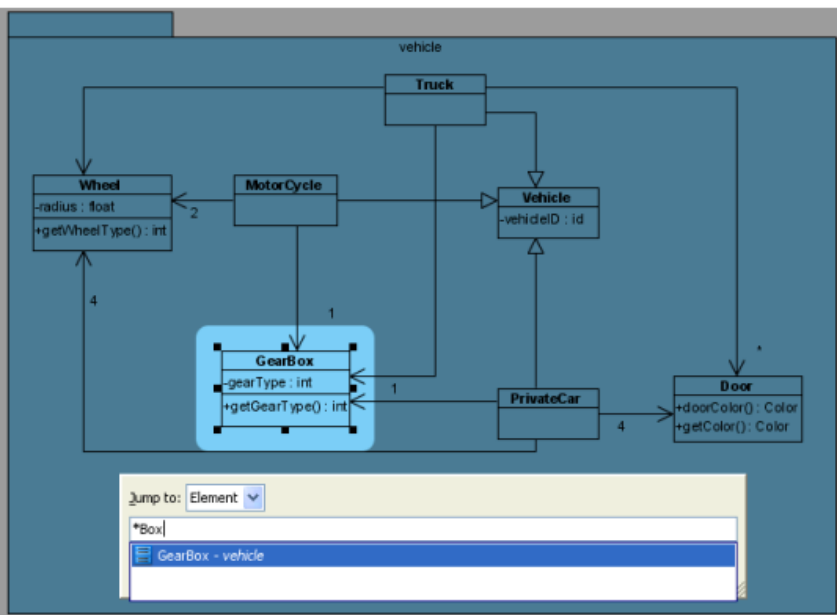 vehicle
Truck
Wheel
-radius : float
+getWheelType() : int
MotorCycle
2
Vehicle
-vehicleID : id
4
1
*
GearBox
-gearType : int
+getGearType() : int
1
PrivateCar
4
Door
+doorColor() : Color
+getColor() : Color
Jump to: Element
*Box
GearBox - vehicle